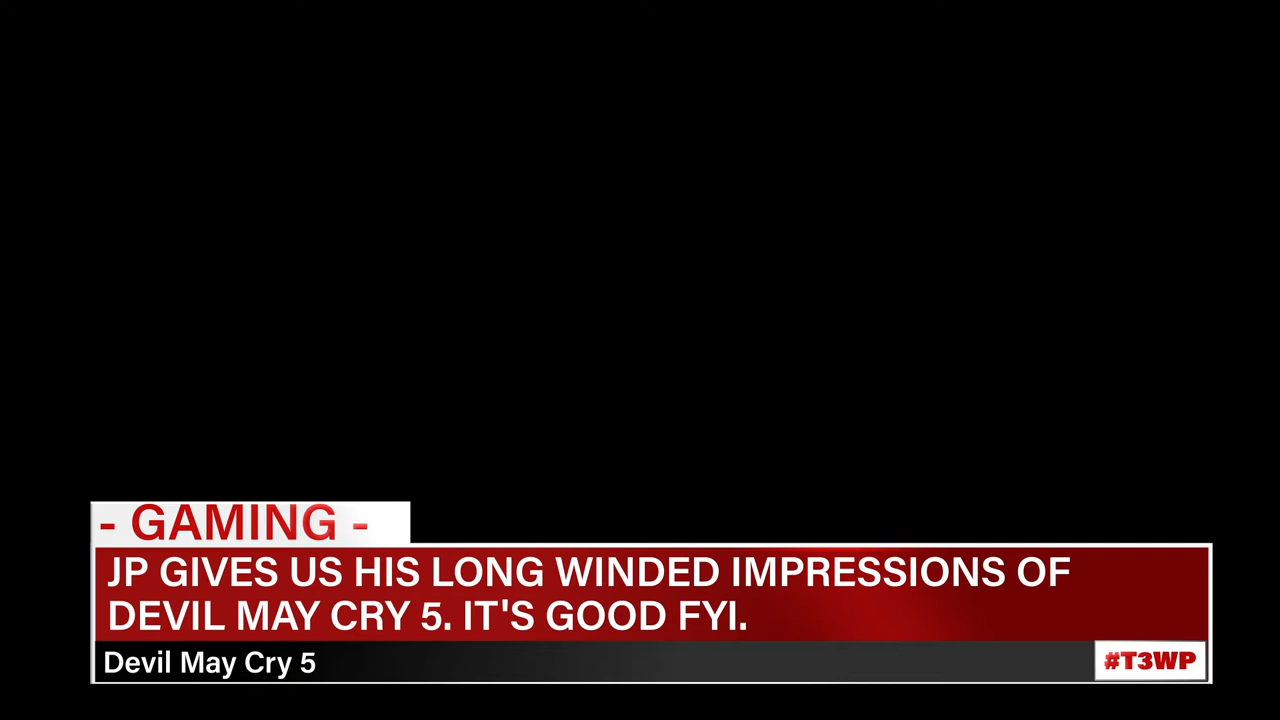 - GAMING -
JP GIVES US HIS LONG WINDED IMPRESSIONS OF
DEVIL MAY CRY 5. IT'S GOOD FYI.
Devil May Cry 5
#T3WP